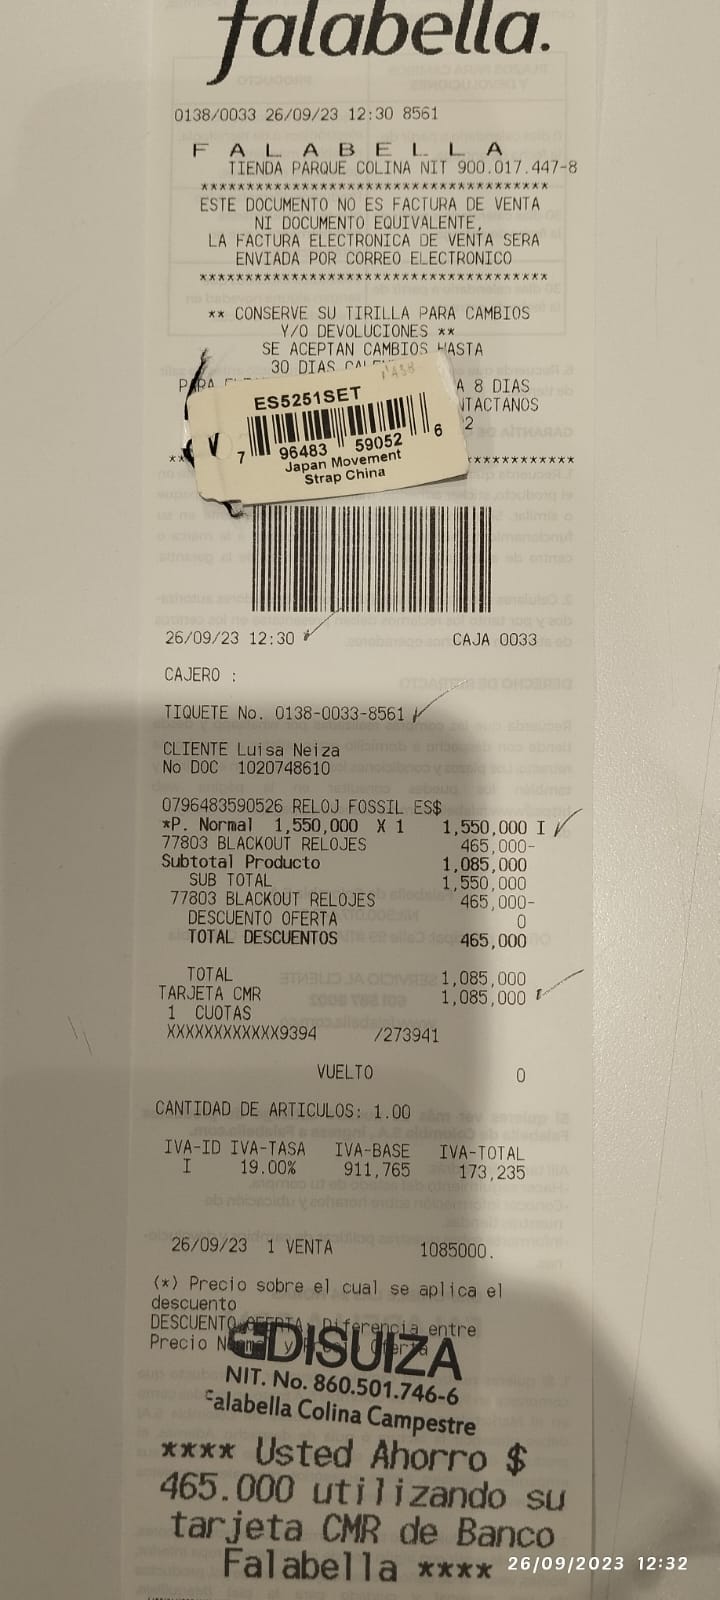 falabella.
0138/0033 26/09/23 12:30 8561
F A L A B E L L A
TIENDA PARQUE COLINA NIT 900.017.447-8
**************************************
ESTE DOCUMENTO NO ES FACTURA DE VENTA
NI DOCUMENTO EQUIVALENTE,
LA FACTURA ELECTRONICA DE VENTA SERA
ENVIADA POR CORREO ELECTRONICO
**************************************
** CONSERVE SU TIRILLA PARA CAMBIOS
Y/O DEVOLUCIONES **
SE ACEPTAN CAMBIOS HASTA
30 DIAS
PARA A 8 DIAS
2
ES5251SET
7 96483 59052 6
Japan Movement
Strap China
26/09/23 12:30 CAJA 0033
CAJERO :
TIQUETE No. 0138-0033-8561
CLIENTE Luisa Neiza
No DOC 1020748610
0796483590526 RELOJ FOSSIL ES$
*P. Normal 1,550,000 X 1 1,550,000 I
77803 BLACKOUT RELOJES 465,000-
Subtotal Producto 1,085,000
SUB TOTAL 1,550,000
77803 BLACKOUT RELOJES 465,000-
DESCUENTO OFERTA 0
TOTAL DESCUENTOS 465,000
TOTAL 1,085,000
TARJETA CMR 1,085,000
1 CUOTAS
XXXXXXXXXXXX9394 /273941
VUELTO 0
CANTIDAD DE ARTICULOS: 1.00
IVA-ID IVA-TASA IVA-BASE IVA-TOTAL
I 19.00% 911,765 173,235
26/09/23 1 VENTA 1085000.
(*) Precio sobre el cual se aplica el
descuento
DESCUENTO OFERTA: Diferencia entre
Precio Normal y Precio Oferta
DISUIZA
NIT. No. 860.501.746-6
Falabella Colina Campestre
**** Usted Ahorro $
465.000 utilizando su
tarjeta CMR de Banco
Falabella ****
26/09/2023 12:32